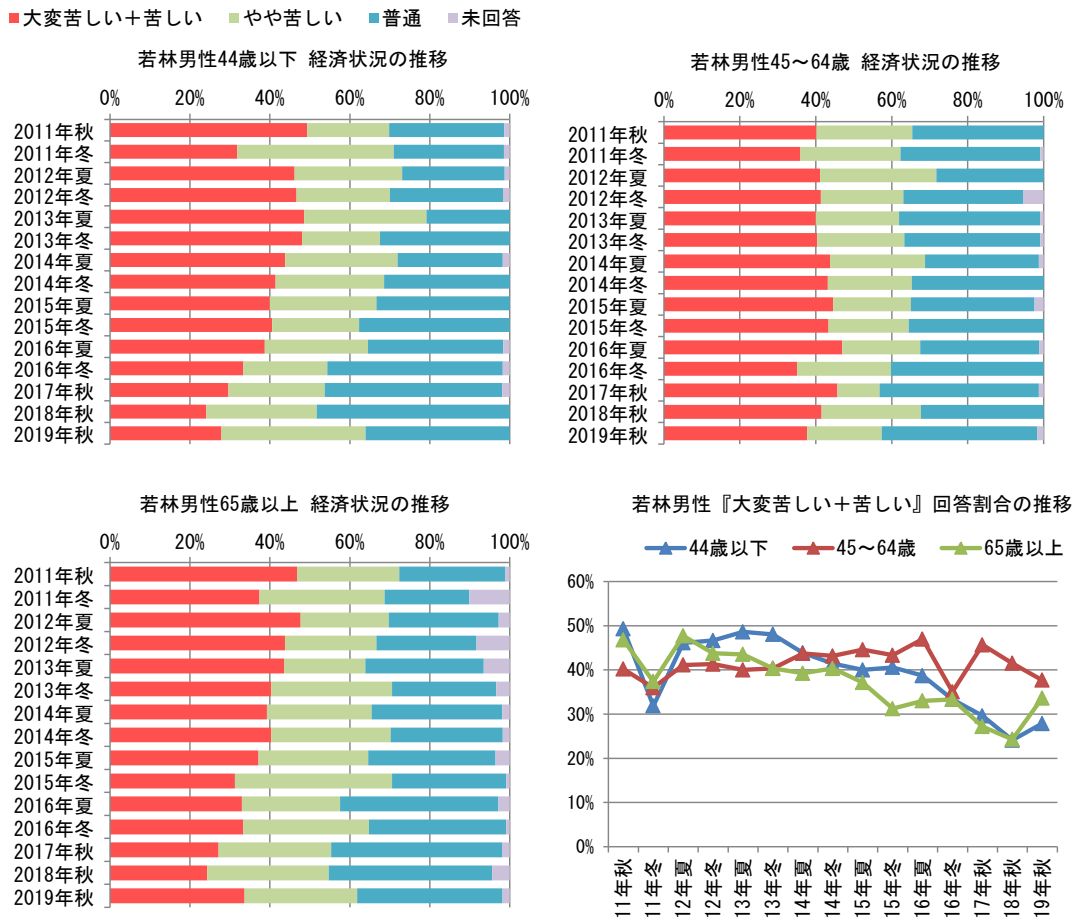 大変苦しい＋苦しい やや苦しい 普通 未回答
若林男性44歳以下 経済状況の推移
0% 20% 40% 60% 80% 100%
2011年秋
2011年冬
2012年夏
2012年冬
2013年夏
2013年冬
2014年夏
2014年冬
2015年夏
2015年冬
2016年夏
2016年冬
2017年秋
2018年秋
2019年秋
若林男性45～64歳 経済状況の推移
0% 20% 40% 60% 80% 100%
2011年秋
2011年冬
2012年夏
2012年冬
2013年夏
2013年冬
2014年夏
2014年冬
2015年夏
2015年冬
2016年夏
2016年冬
2017年秋
2018年秋
2019年秋
若林男性65歳以上 経済状況の推移
0% 20% 40% 60% 80% 100%
2011年秋
2011年冬
2012年夏
2012年冬
2013年夏
2013年冬
2014年夏
2014年冬
2015年夏
2015年冬
2016年夏
2016年冬
2017年秋
2018年秋
2019年秋
若林男性『大変苦しい＋苦しい』回答割合の推移
44歳以下 45～64歳 65歳以上
60%
50%
40%
30%
20%
10%
0%
11年秋
11年冬
12年夏
12年冬
13年夏
13年冬
14年夏
14年冬
15年夏
15年冬
16年夏
16年冬
17年秋
18年秋
19年秋